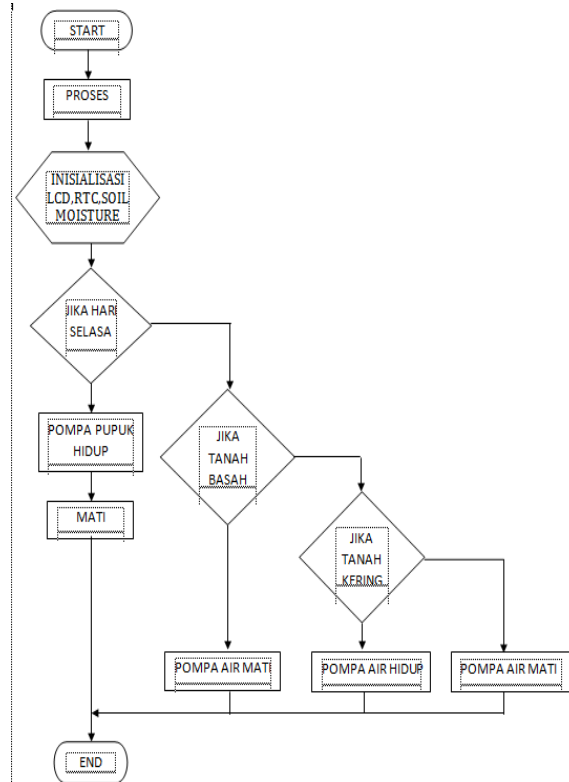 START
PROSES
INISIALISASI
LCD,RTC,SOIL
MOISTURE
JIKA HARI
SELASA
POMPA PUPUK
HIDUP
MATI
JIKA
TANAH
BASAH
JIKA
TANAH
KERING
POMPA AIR MATI
POMPA AIR HIDUP
POMPA AIR MATI
END